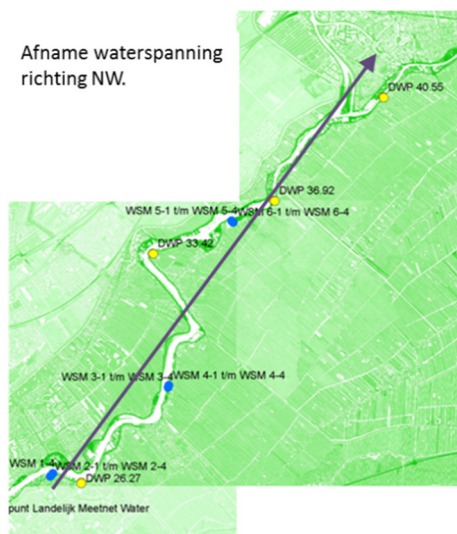 Afname waterspanning
richting NW.
DWP 40.55
DWP 36.92
WSM 5-1 t/m WSM 5-4
WSM 6-1 t/m WSM 6-4
DWP 33.42
WSM 3-1 t/m WSM 3-4
WSM 4-1 t/m WSM 4-4
WSM 1-4
WSM 2-1 t/m WSM 2-4
DWP 26.27
punt Landelijk Meetnet Water